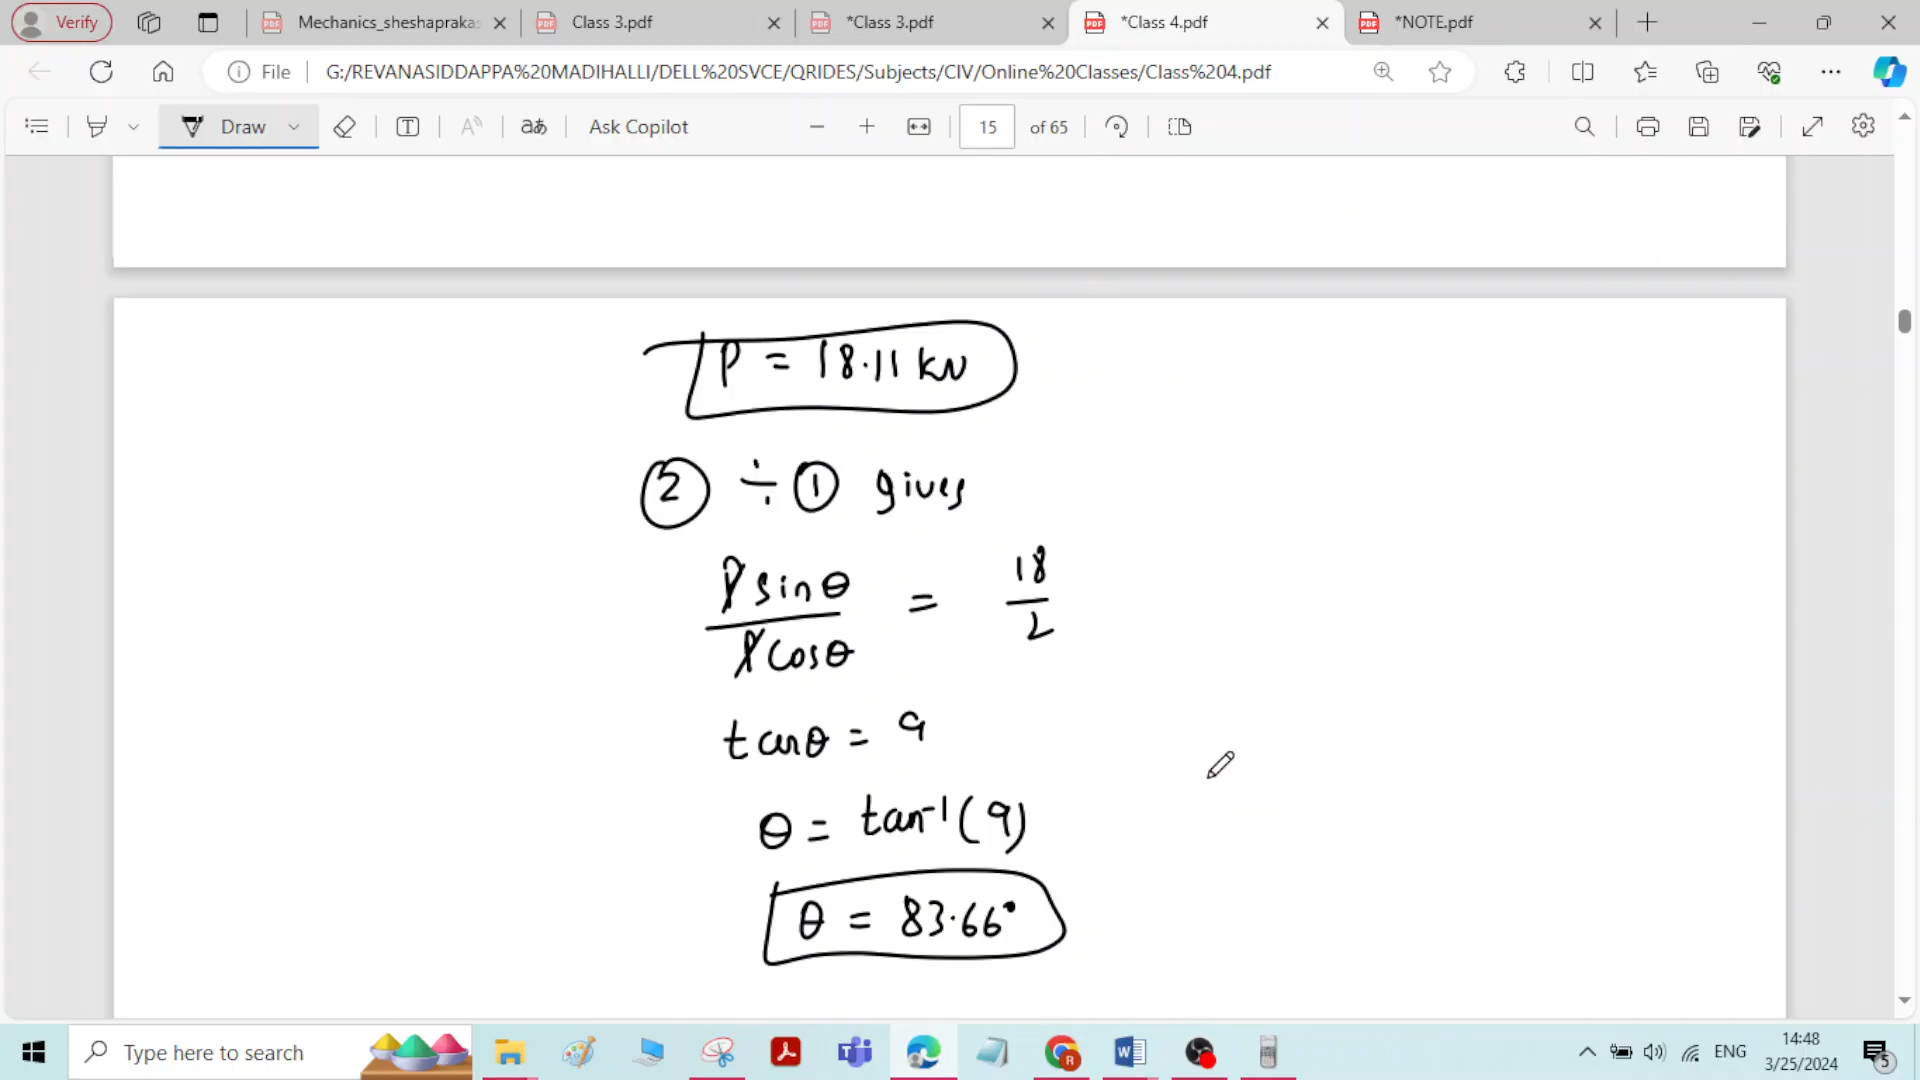 Verify
Mechanics_sheshapraka
Class 3.pdf
*Class 3.pdf
*Class 4.pdf
*NOTE.pdf
File
G:/REVANASIDDAPPA%20MADIHALLI/DELL%20SVCE/QRIDES/Subjects/CIV/Online%20Classes/Class%204.pdf
Draw
Ask Copilot
15 of 65
P = 18.11 kN
② ÷ ① gives
P sinθ / P cosθ = 18 / 2
tanθ = 9
θ = tan⁻¹(9)
θ = 83.66°
Type here to search
ENG
14:48
3/25/2024
5